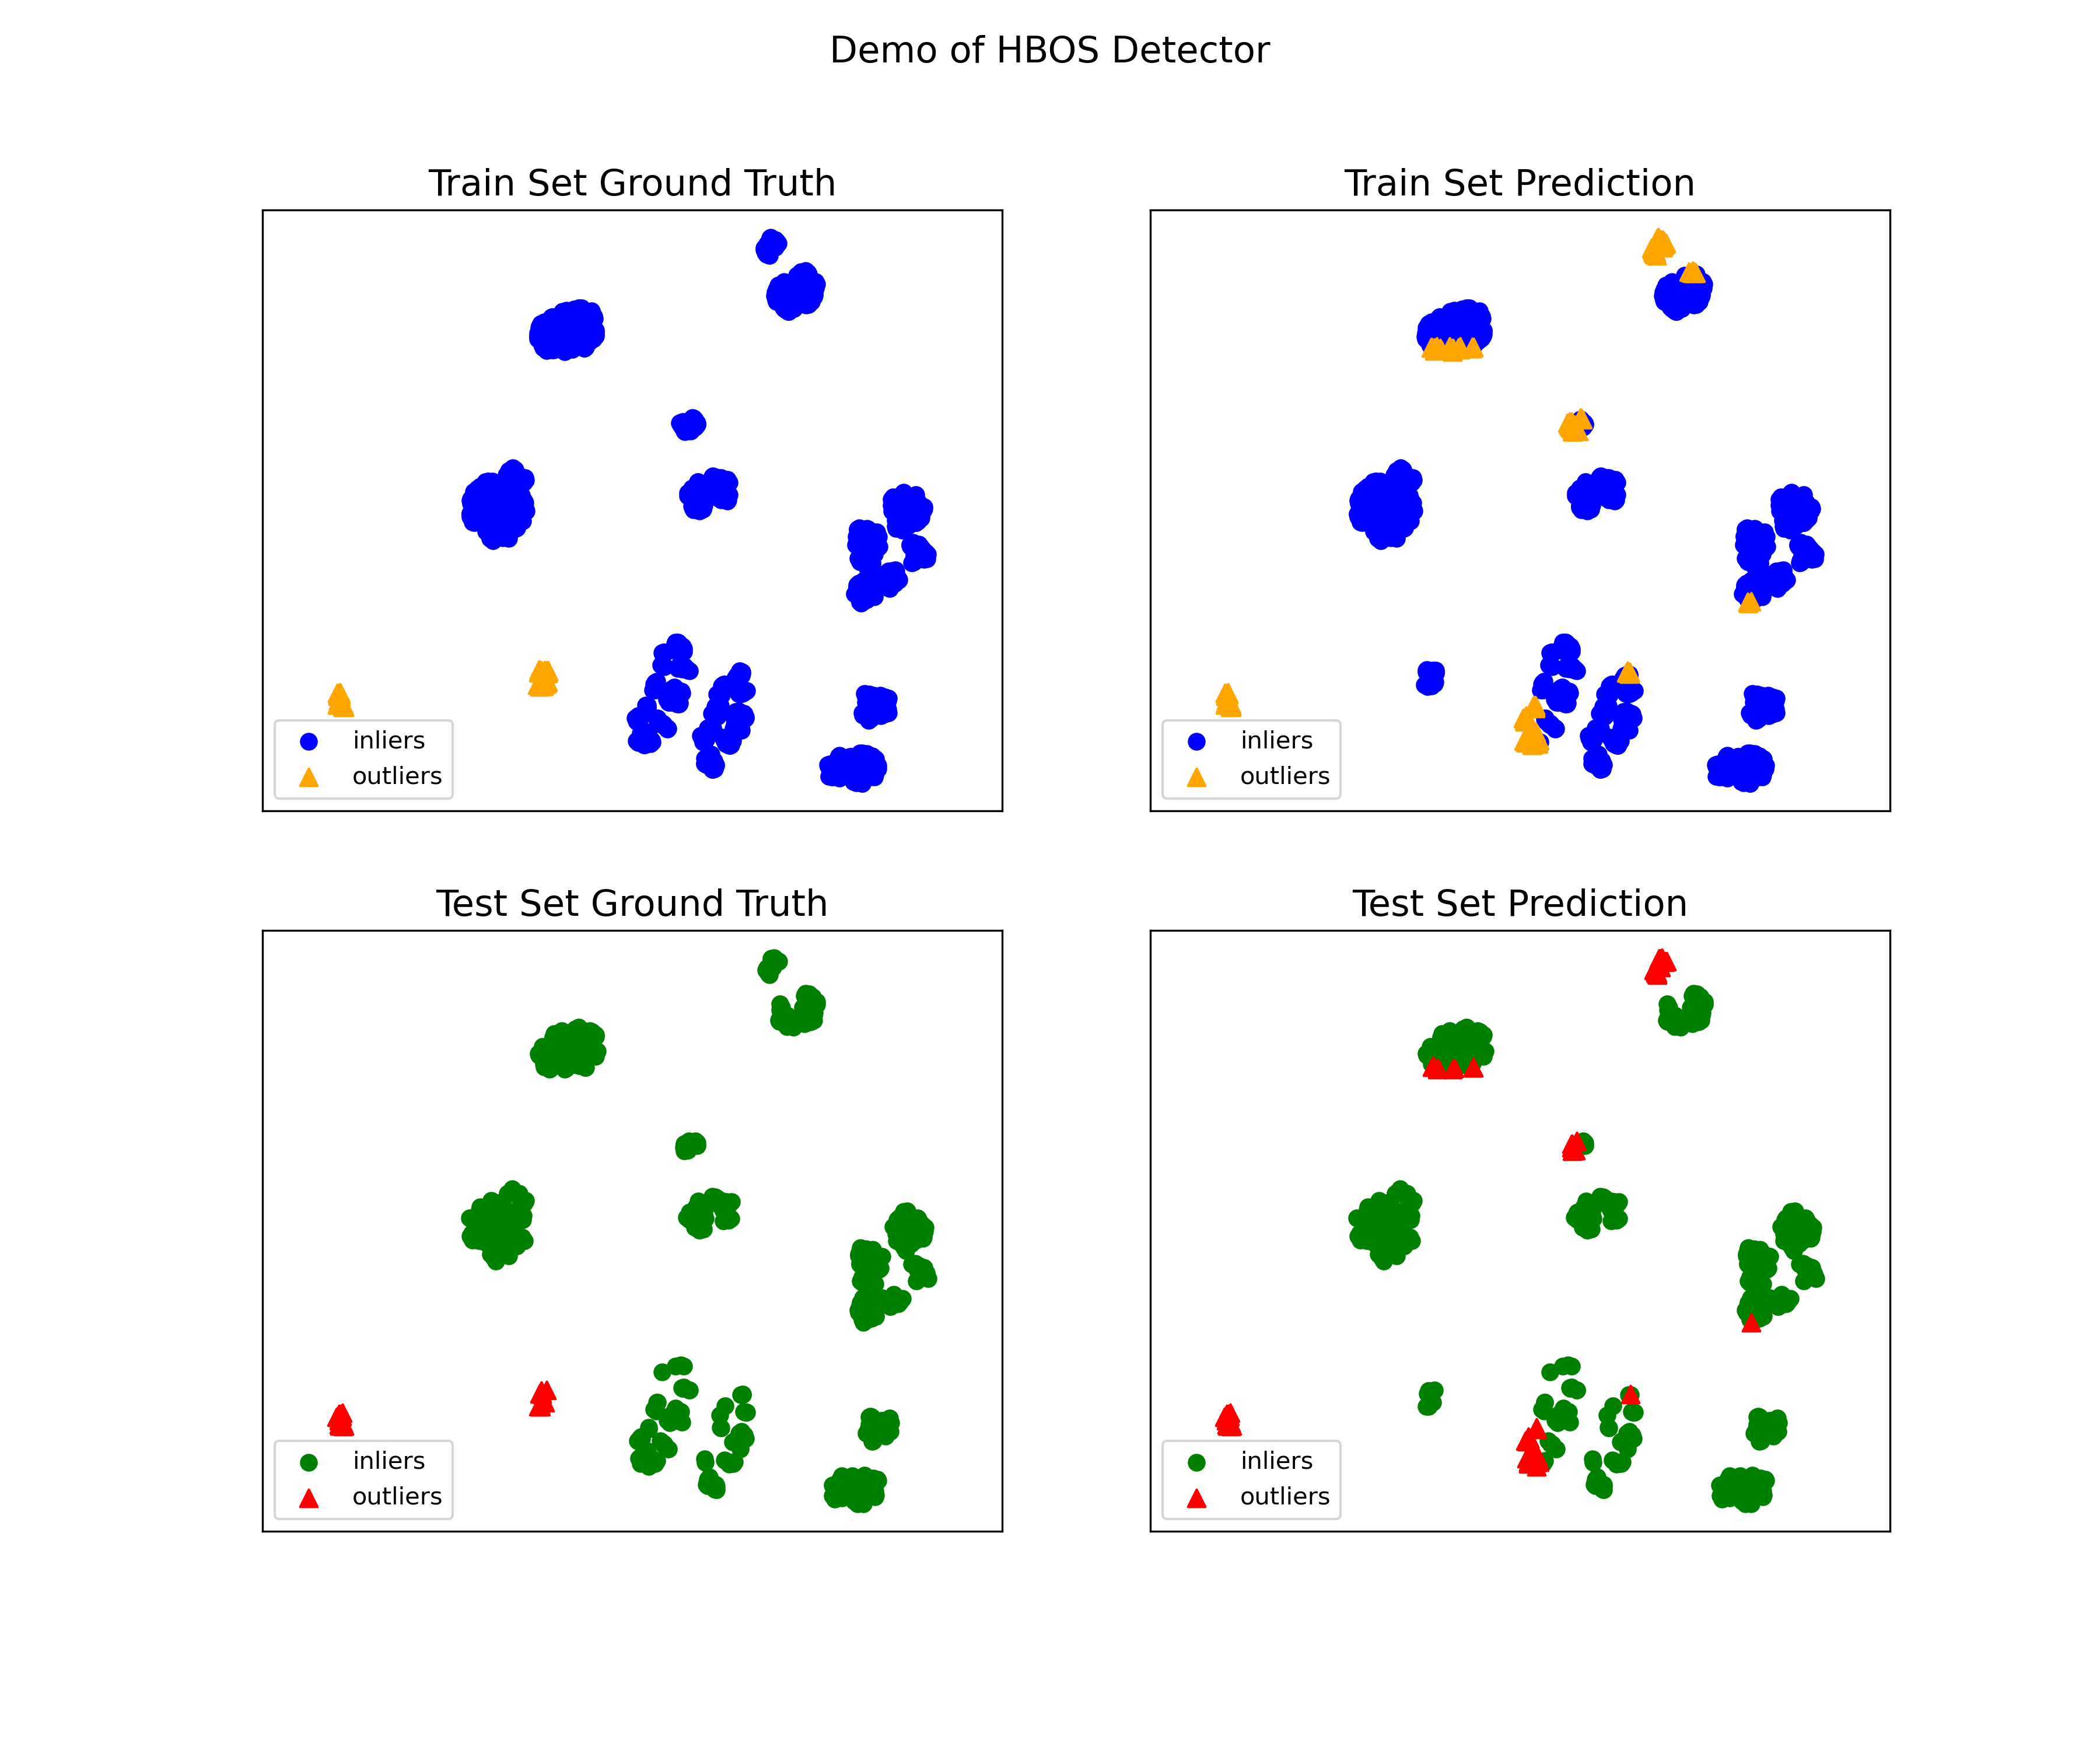 Demo of HBOS Detector
Train Set Ground Truth
Train Set Prediction
inliers
outliers
inliers
outliers
Test Set Ground Truth
Test Set Prediction
inliers
outliers
inliers
outliers